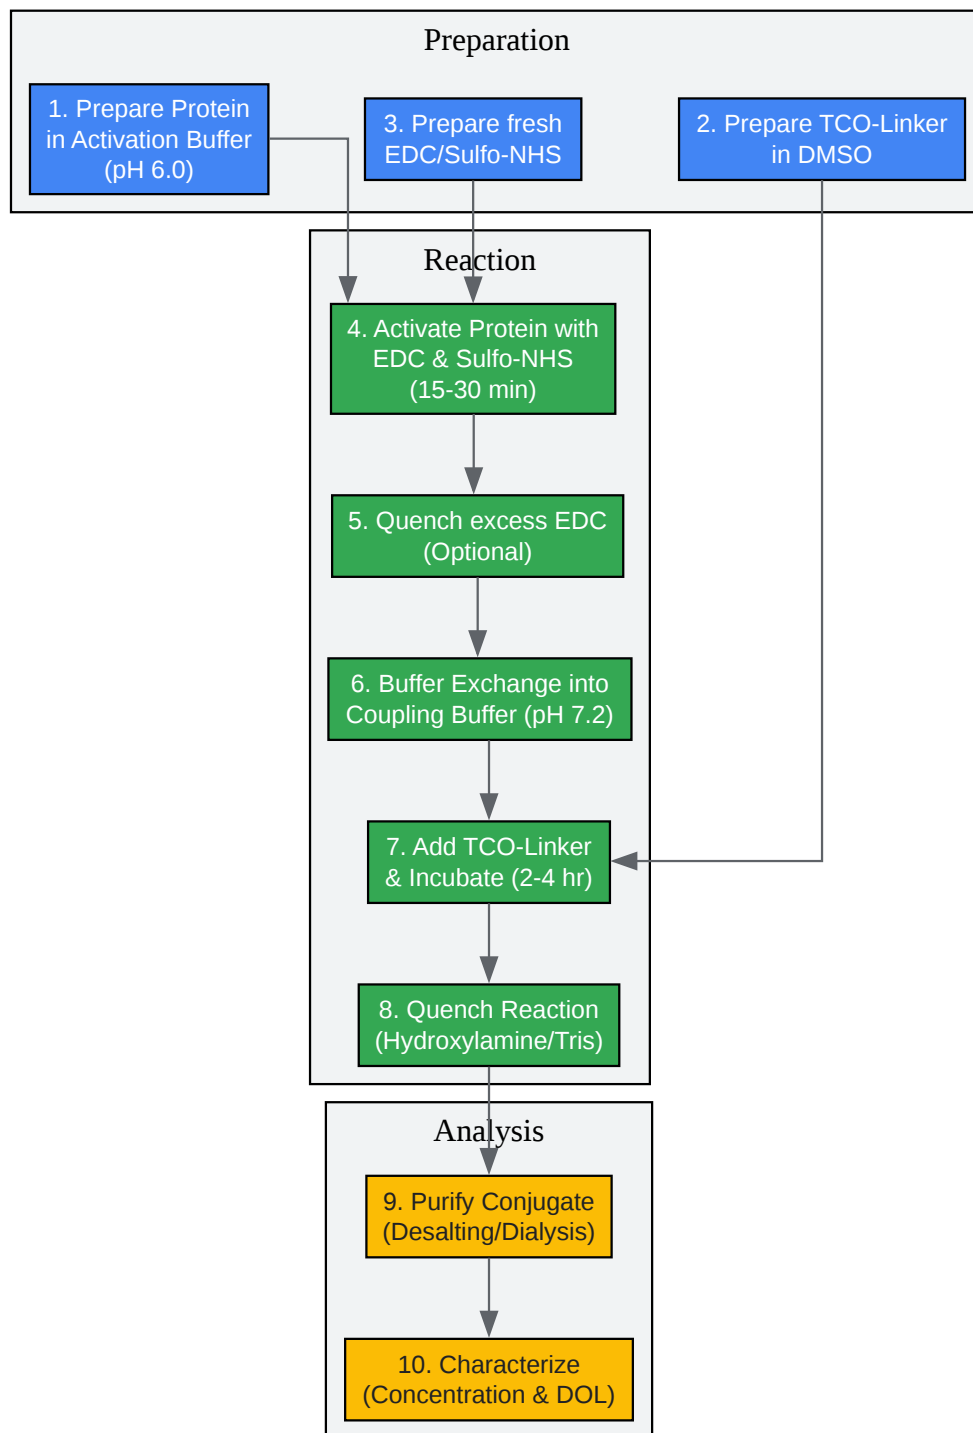 Preparation
1. Prepare Protein
in Activation Buffer
(pH 6.0)
3. Prepare fresh
EDC/Sulfo-NHS
2. Prepare TCO-Linker
in DMSO
Reaction
4. Activate Protein with
EDC & Sulfo-NHS
(15-30 min)
5. Quench excess EDC
(Optional)
6. Buffer Exchange into
Coupling Buffer (pH 7.2)
7. Add TCO-Linker
& Incubate (2-4 hr)
8. Quench Reaction
(Hydroxylamine/Tris)
Analysis
9. Purify Conjugate
(Desalting/Dialysis)
10. Characterize
(Concentration & DOL)